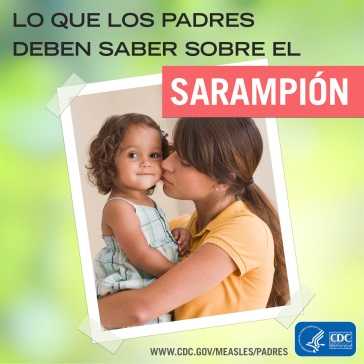 LO QUE LOS PADRES
DEBEN SABER SOBRE EL
SARAMPIÓN
WWW.CDC.GOV/MEASLES/PADRES
CDC